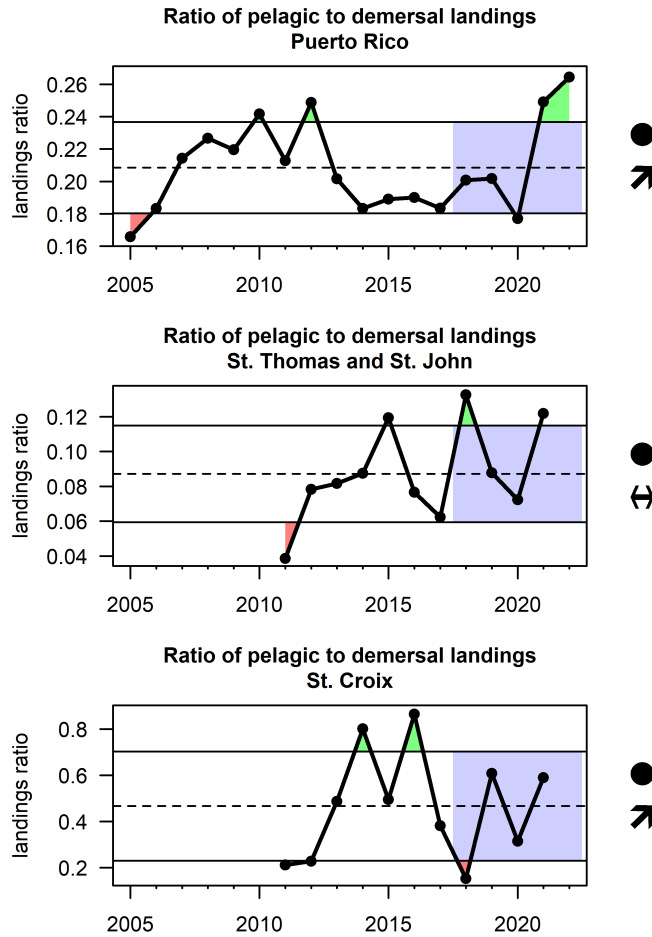 Ratio of pelagic to demersal landings
Puerto Rico
landings ratio
0.26
0.24
0.22
0.20
0.18
0.16
2005 2010 2015 2020
Ratio of pelagic to demersal landings
St. Thomas and St. John
landings ratio
0.12
0.10
0.08
0.06
0.04
2005 2010 2015 2020
Ratio of pelagic to demersal landings
St. Croix
landings ratio
0.8
0.6
0.4
0.2
2005 2010 2015 2020